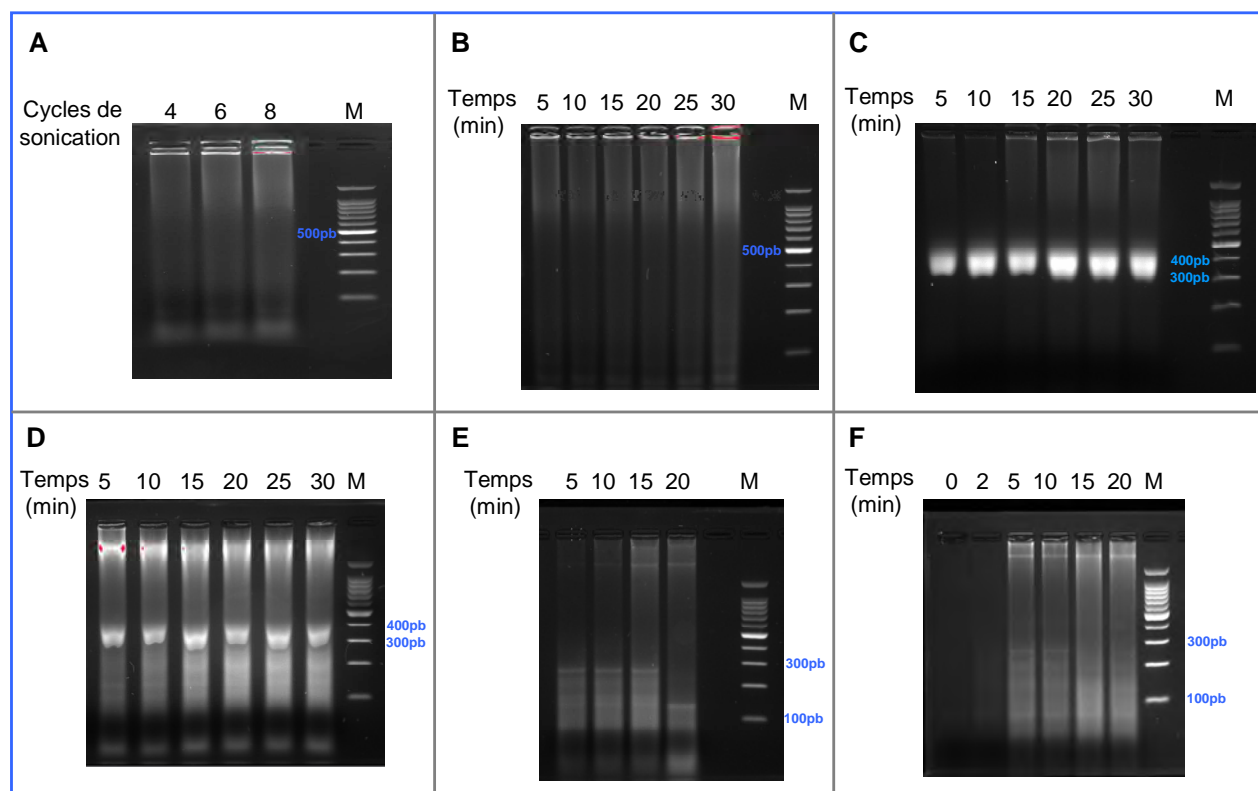 A
Cycles de sonication
4 6 8 M
500pb
B
Temps (min)
5 10 15 20 25 30 M
500pb
C
Temps (min)
5 10 15 20 25 30 M
400pb
300pb
D
Temps (min)
5 10 15 20 25 30 M
400pb
300pb
E
Temps (min)
5 10 15 20 M
300pb
100pb
F
Temps (min)
0 2 5 10 15 20 M
300pb
100pb